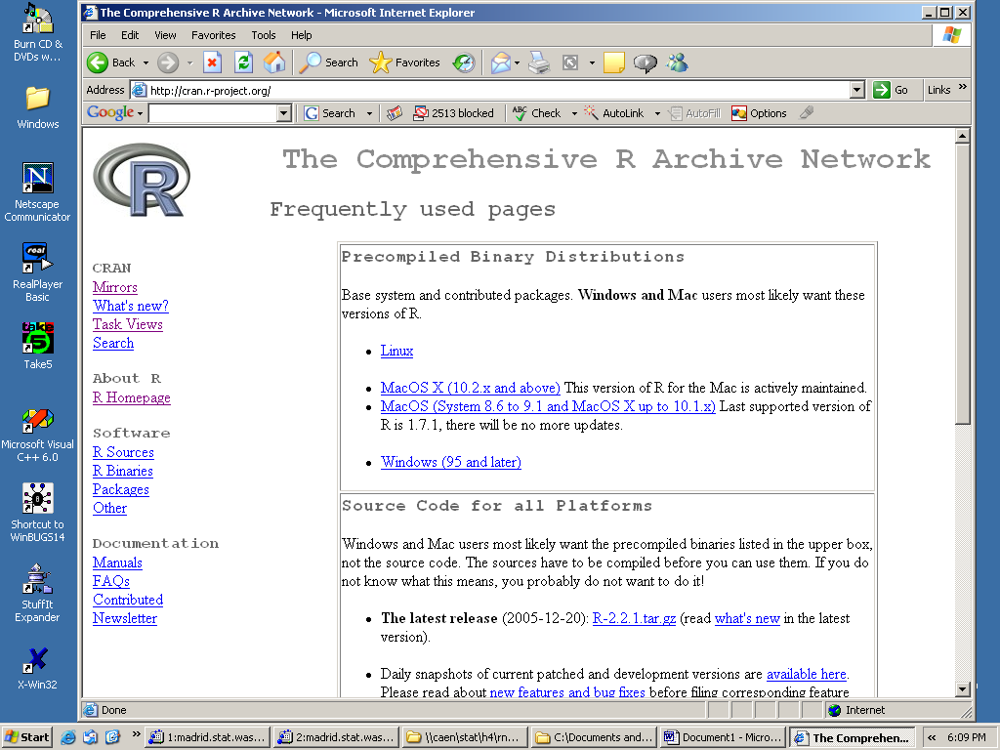 Burn CD &
DVDs w...
Windows
Netscape
Communicator
real
RealPlayer
Basic
take
5
Take5
Microsoft Visual
C++ 6.0
Shortcut to
WinBUGS14
StuffIt
Expander
X-Win32
The Comprehensive R Archive Network - Microsoft Internet Explorer
File Edit View Favorites Tools Help
Back Search Favorites
Address http://cran.r-project.org/ Go Links »
Google Search 2513 blocked ABC Check AutoLink AutoFill Options
R
The Comprehensive R Archive Network
Frequently used pages
CRAN
Mirrors
What's new?
Task Views
Search
About R
R Homepage
Software
R Sources
R Binaries
Packages
Other
Documentation
Manuals
FAQs
Contributed
Newsletter
Precompiled Binary Distributions
Base system and contributed packages. Windows and Mac users most likely want these
versions of R.
• Linux
• MacOS X (10.2.x and above) This version of R for the Mac is actively maintained.
• MacOS (System 8.6 to 9.1 and MacOS X up to 10.1.x) Last supported version of
R is 1.7.1, there will be no more updates.
• Windows (95 and later)
Source Code for all Platforms
Windows and Mac users most likely want the precompiled binaries listed in the upper box,
not the source code. The sources have to be compiled before you can use them. If you do
not know what this means, you probably do not want to do it!
• The latest release (2005-12-20): R-2.2.1.tar.gz (read what's new in the latest
version).
• Daily snapshots of current patched and development versions are available here.
Please read about new features and bug fixes before filing corresponding feature
Done Internet
Start » 1:madrid.stat.was... 2:madrid.stat.was... \\caen\stat\h4\rn... C:\Documents and... Document1 - Micro... The Comprehen... « 6:09 PM